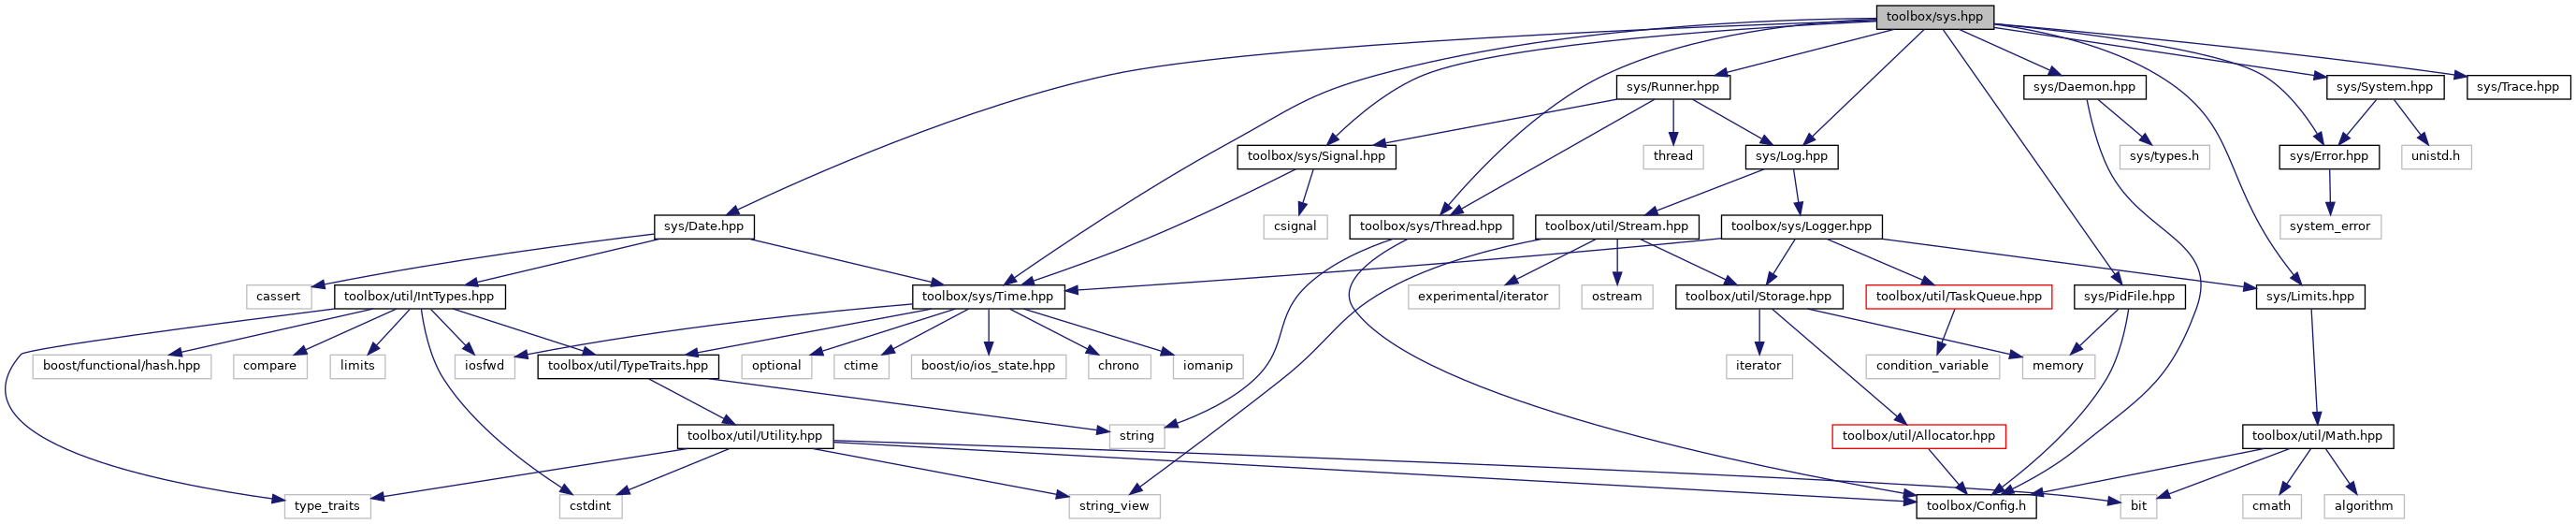 toolbox/sys.hpp
sys/Runner.hpp
sys/Daemon.hpp
sys/System.hpp
sys/Trace.hpp
toolbox/sys/Signal.hpp
thread
sys/Log.hpp
sys/types.h
sys/Error.hpp
unistd.h
sys/Date.hpp
csignal
toolbox/sys/Thread.hpp
toolbox/util/Stream.hpp
toolbox/sys/Logger.hpp
system_error
cassert
toolbox/util/IntTypes.hpp
toolbox/sys/Time.hpp
experimental/iterator
ostream
toolbox/util/Storage.hpp
toolbox/util/TaskQueue.hpp
sys/PidFile.hpp
sys/Limits.hpp
boost/functional/hash.hpp
compare
limits
iosfwd
toolbox/util/TypeTraits.hpp
optional
ctime
boost/io/ios_state.hpp
chrono
iomanip
iterator
condition_variable
memory
toolbox/util/Utility.hpp
string
toolbox/util/Allocator.hpp
toolbox/util/Math.hpp
type_traits
cstdint
string_view
toolbox/Config.h
bit
cmath
algorithm